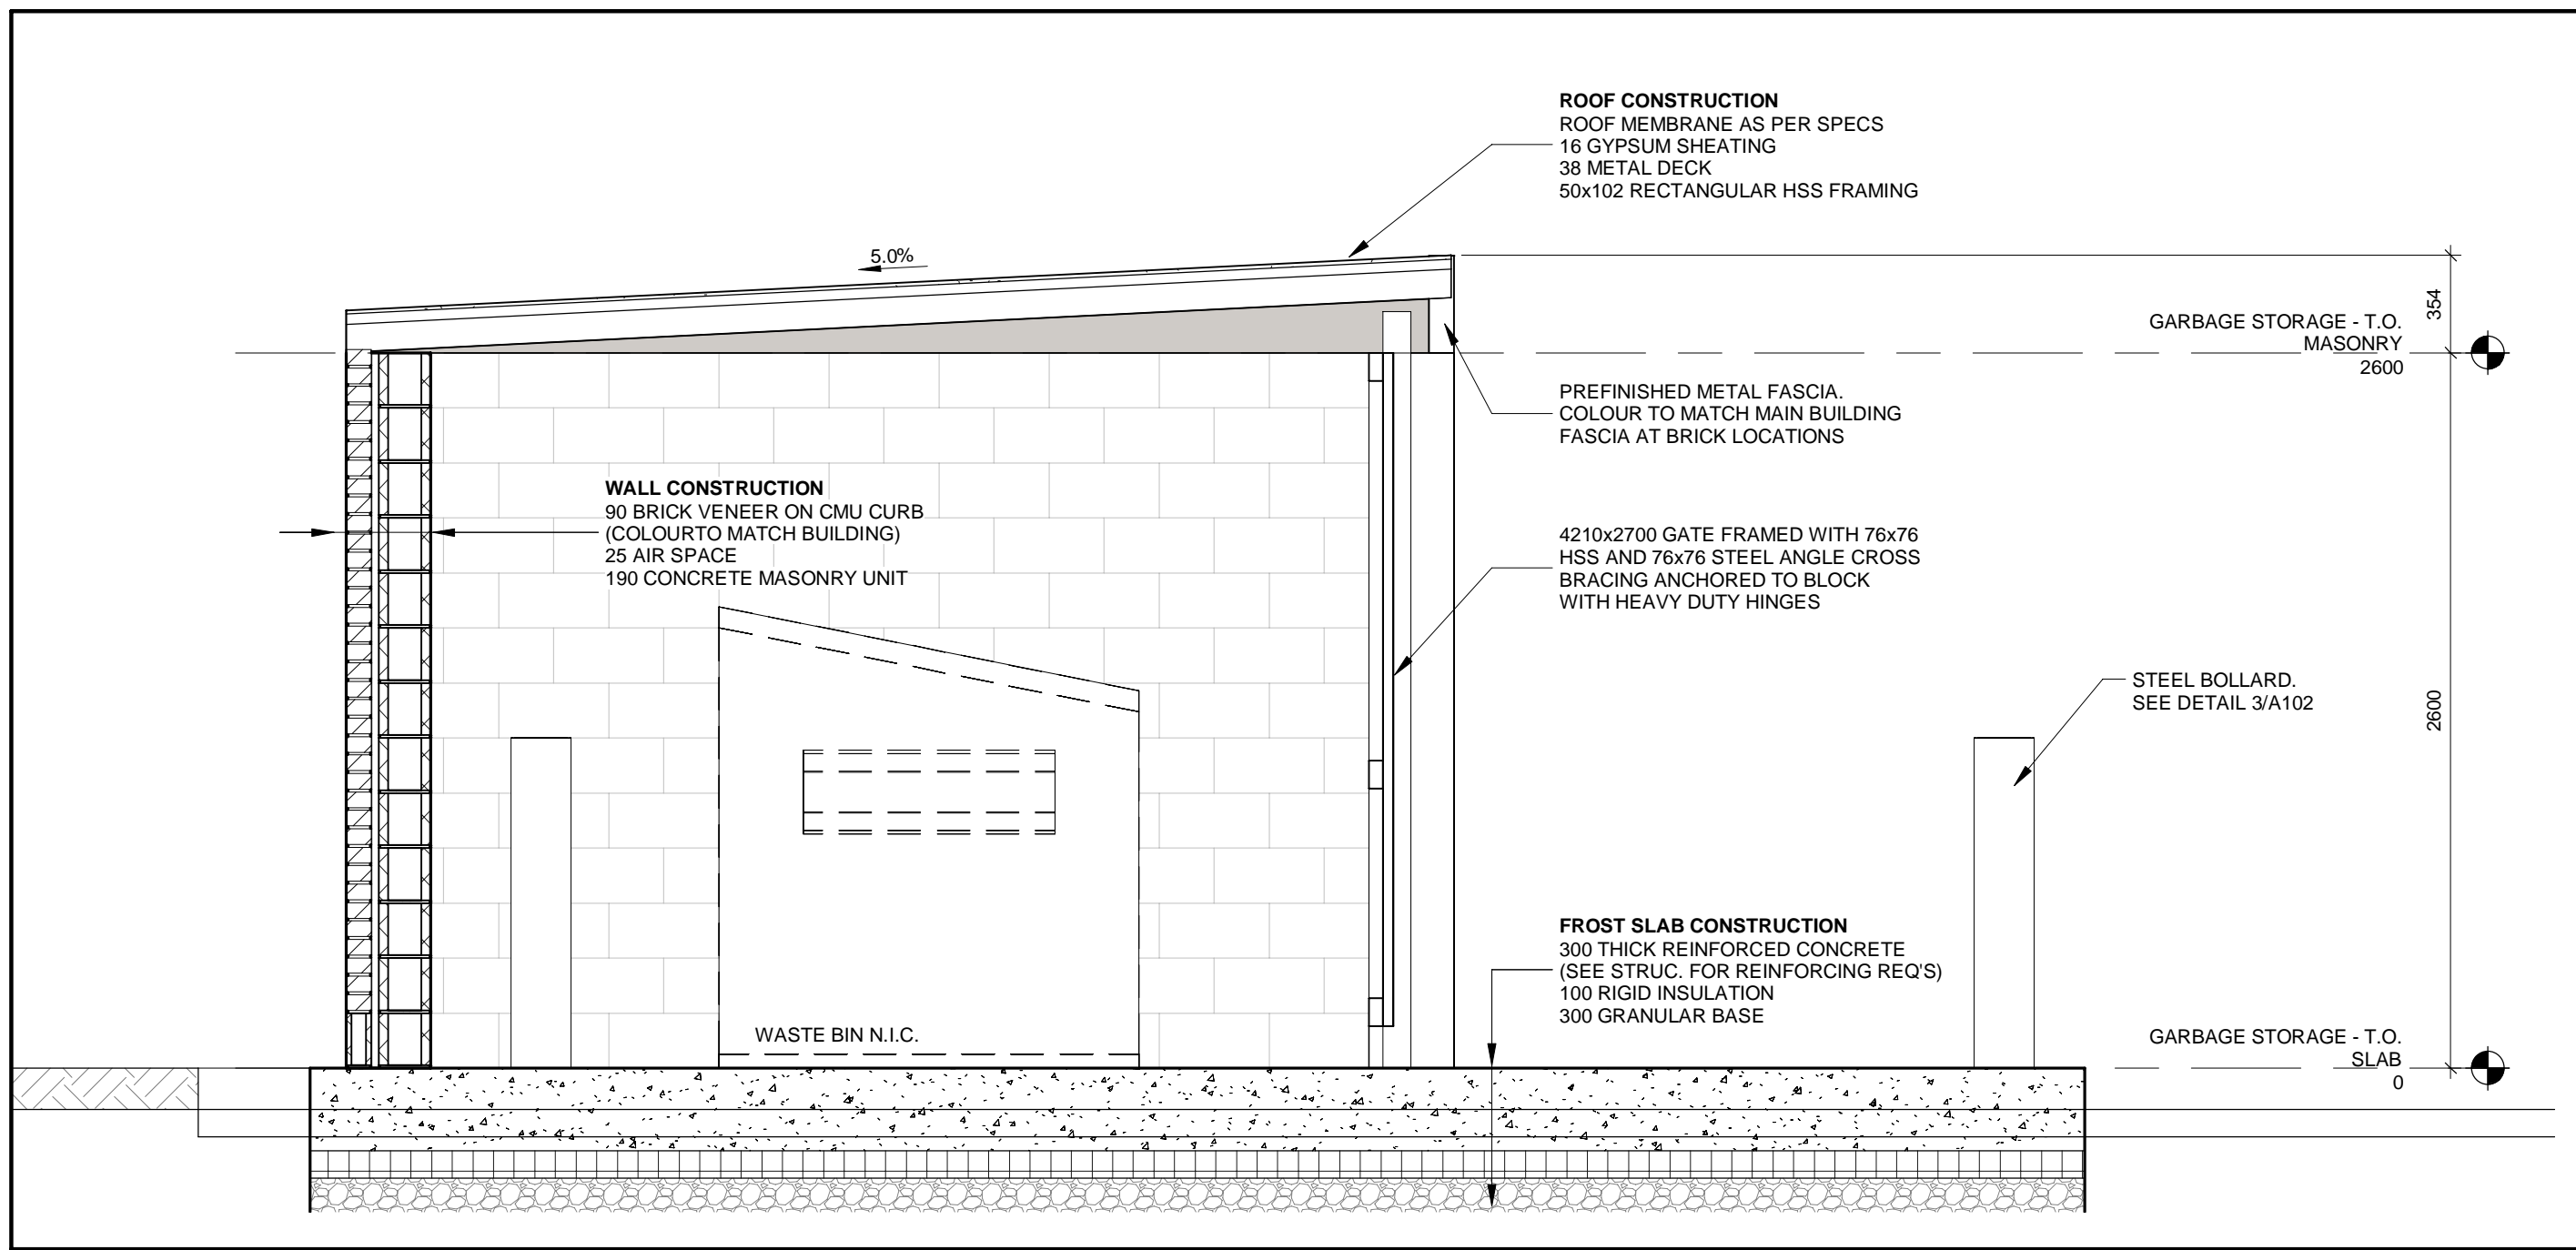 ROOF CONSTRUCTION
ROOF MEMBRANE AS PER SPECS
16 GYPSUM SHEATING
38 METAL DECK
50x102 RECTANGULAR HSS FRAMING
5.0%
354
GARBAGE STORAGE - T.O.
MASONRY
2600
PREFINISHED METAL FASCIA.
COLOUR TO MATCH MAIN BUILDING
FASCIA AT BRICK LOCATIONS
WALL CONSTRUCTION
90 BRICK VENEER ON CMU CURB
(COLOURTO MATCH BUILDING)
25 AIR SPACE
190 CONCRETE MASONRY UNIT
4210x2700 GATE FRAMED WITH 76x76
HSS AND 76x76 STEEL ANGLE CROSS
BRACING ANCHORED TO BLOCK
WITH HEAVY DUTY HINGES
STEEL BOLLARD.
SEE DETAIL 3/A102
2600
FROST SLAB CONSTRUCTION
300 THICK REINFORCED CONCRETE
(SEE STRUC. FOR REINFORCING REQ'S)
100 RIGID INSULATION
300 GRANULAR BASE
WASTE BIN N.I.C.
GARBAGE STORAGE - T.O.
SLAB
0